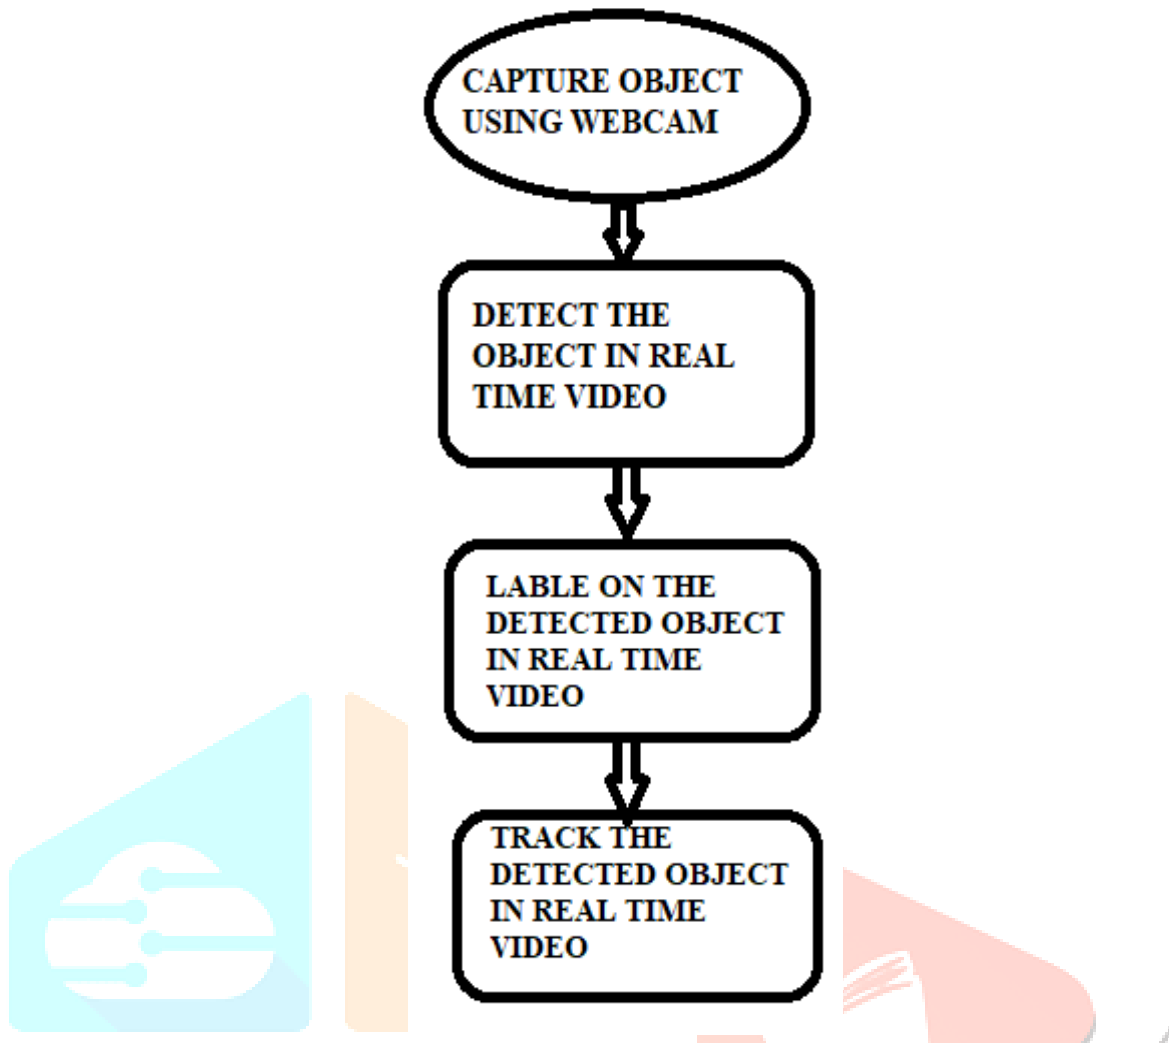 CAPTURE OBJECT
USING WEBCAM
DETECT THE
OBJECT IN REAL
TIME VIDEO
LABLE ON THE
DETECTED OBJECT
IN REAL TIME
VIDEO
TRACK THE
DETECTED OBJECT
IN REAL TIME
VIDEO